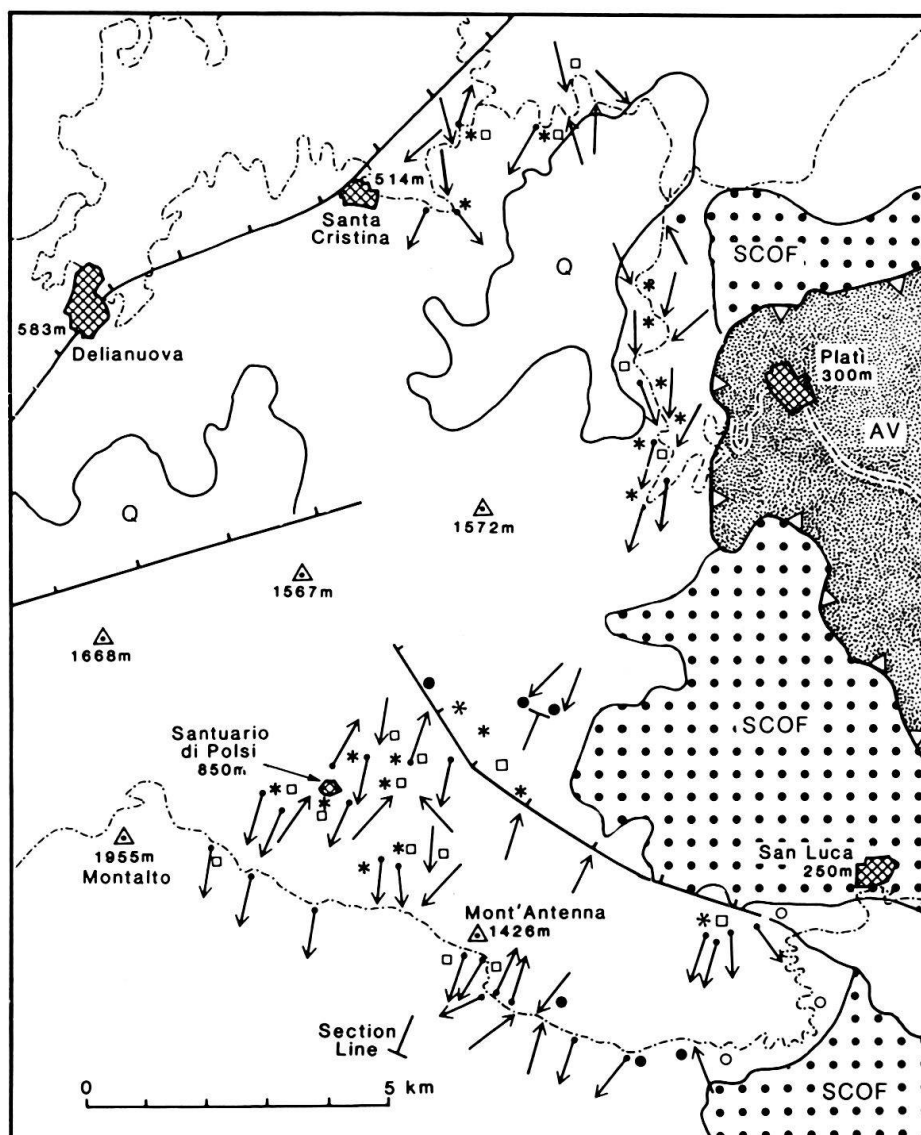 514m
Santa
Cristina
SCOF
Q
583m
Delianuova
Platì
300m
AV
Q
1572m
1567m
1668m
SCOF
Santuario
di Polsi
850m
1955m
Montalto
San Luca
250m
Mont'Antenna
1426m
Section
Line
0 5 km
SCOF